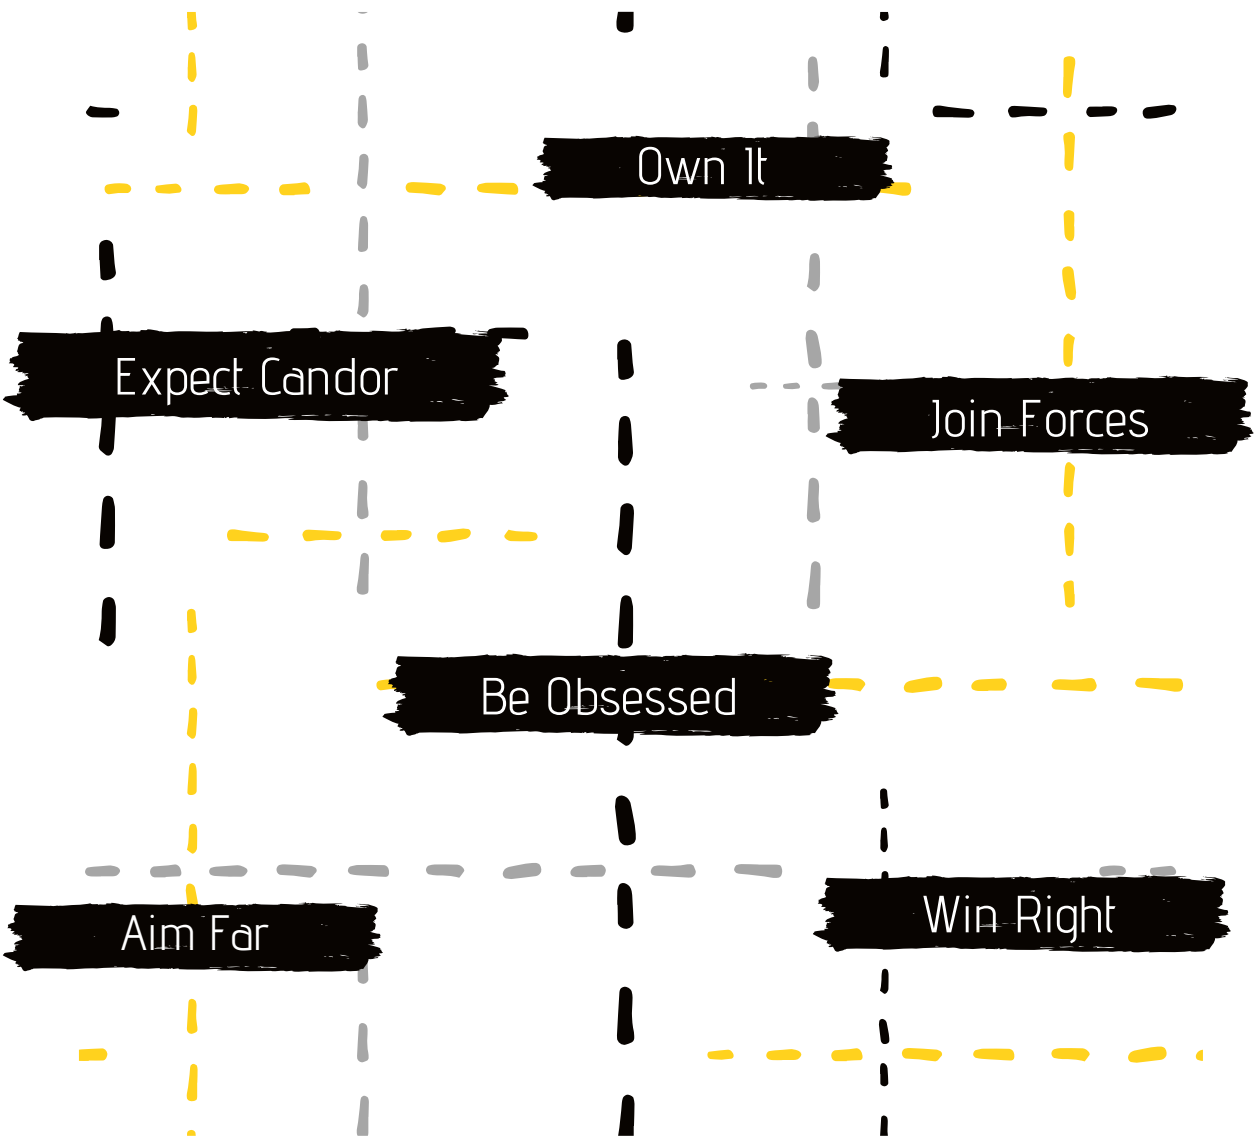 Own It
Expect Candor
Join Forces
Be Obsessed
Aim Far
Win Right